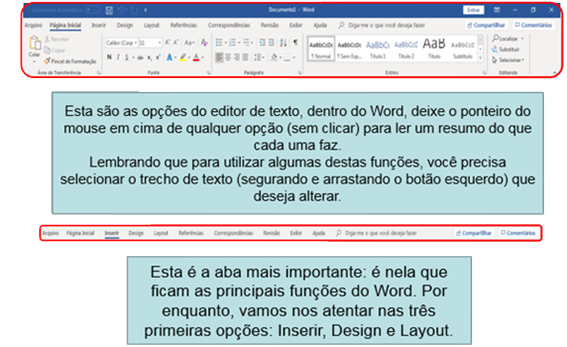 Documento1 - Word Entrar
Arquivo Página Inicial Inserir Design Layout Referências Correspondências Revisão Exibir Ajuda Diga-me o que você deseja fazer Compartilhar Comentários
Recortar Calibri (Corp 11 AaBbCcDc AaBbCcDc AaBbCc AaBbCcC AaB AaBbCcD Localizar
Colar Copiar Substituir
Pincel de Formatação N I S ¶ Normal ¶ Sem Esp... Título 1 Título 2 Título Subtítulo Selecionar
Área de Transferência Fonte Parágrafo Estilos Editando
Esta são as opções do editor de texto, dentro do Word, deixe o ponteiro do
mouse em cima de qualquer opção (sem clicar) para ler um resumo do que
cada uma faz.
Lembrando que para utilizar algumas destas funções, você precisa
selecionar o trecho de texto (segurando e arrastando o botão esquerdo) que
deseja alterar.
Arquivo Página Inicial Inserir Design Layout Referências Correspondências Revisão Exibir Ajuda Diga-me o que você deseja fazer Compartilhar Comentários
Esta é a aba mais importante: é nela que
ficam as principais funções do Word. Por
enquanto, vamos nos atentar nas três
primeiras opções: Inserir, Design e Layout.